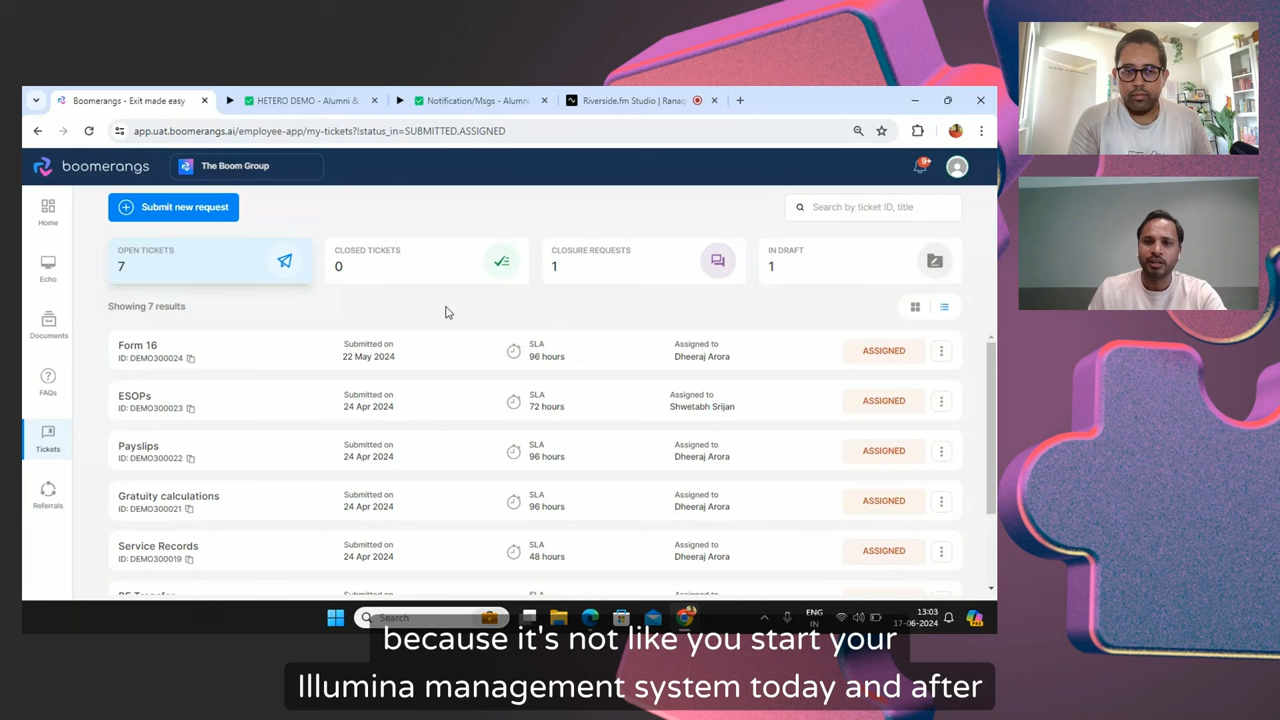 Boomerangs - Exit made easy
HETERO DEMO - Alumni &
Notification/Msgs - Alumn
Riverside.fm Studio | Rana
app.uat.boomerangs.ai/employee-app/my-tickets?!status_in=SUBMITTED,ASSIGNED
boomerangs
The Boom Group
9+
Home
Echo
Documents
FAQs
Tickets
Referrals
Submit new request
Search by ticket ID, title
OPEN TICKETS
7
CLOSED TICKETS
0
CLOSURE REQUESTS
1
IN DRAFT
1
Showing 7 results
Form 16
ID: DEMO300024
Submitted on
22 May 2024
SLA
96 hours
Assigned to
Dheeraj Arora
ASSIGNED
ESOPs
ID: DEMO300023
Submitted on
24 Apr 2024
SLA
72 hours
Assigned to
Shwetabh Srijan
ASSIGNED
Payslips
ID: DEMO300022
Submitted on
24 Apr 2024
SLA
96 hours
Assigned to
Dheeraj Arora
ASSIGNED
Gratuity calculations
ID: DEMO300021
Submitted on
24 Apr 2024
SLA
96 hours
Assigned to
Dheeraj Arora
ASSIGNED
Service Records
ID: DEMO300019
Submitted on
24 Apr 2024
SLA
48 hours
Assigned to
Dheeraj Arora
ASSIGNED
Search
ENG
IN
13:03
17-06-2024
because it's not like you start your
Illumina management system today and after